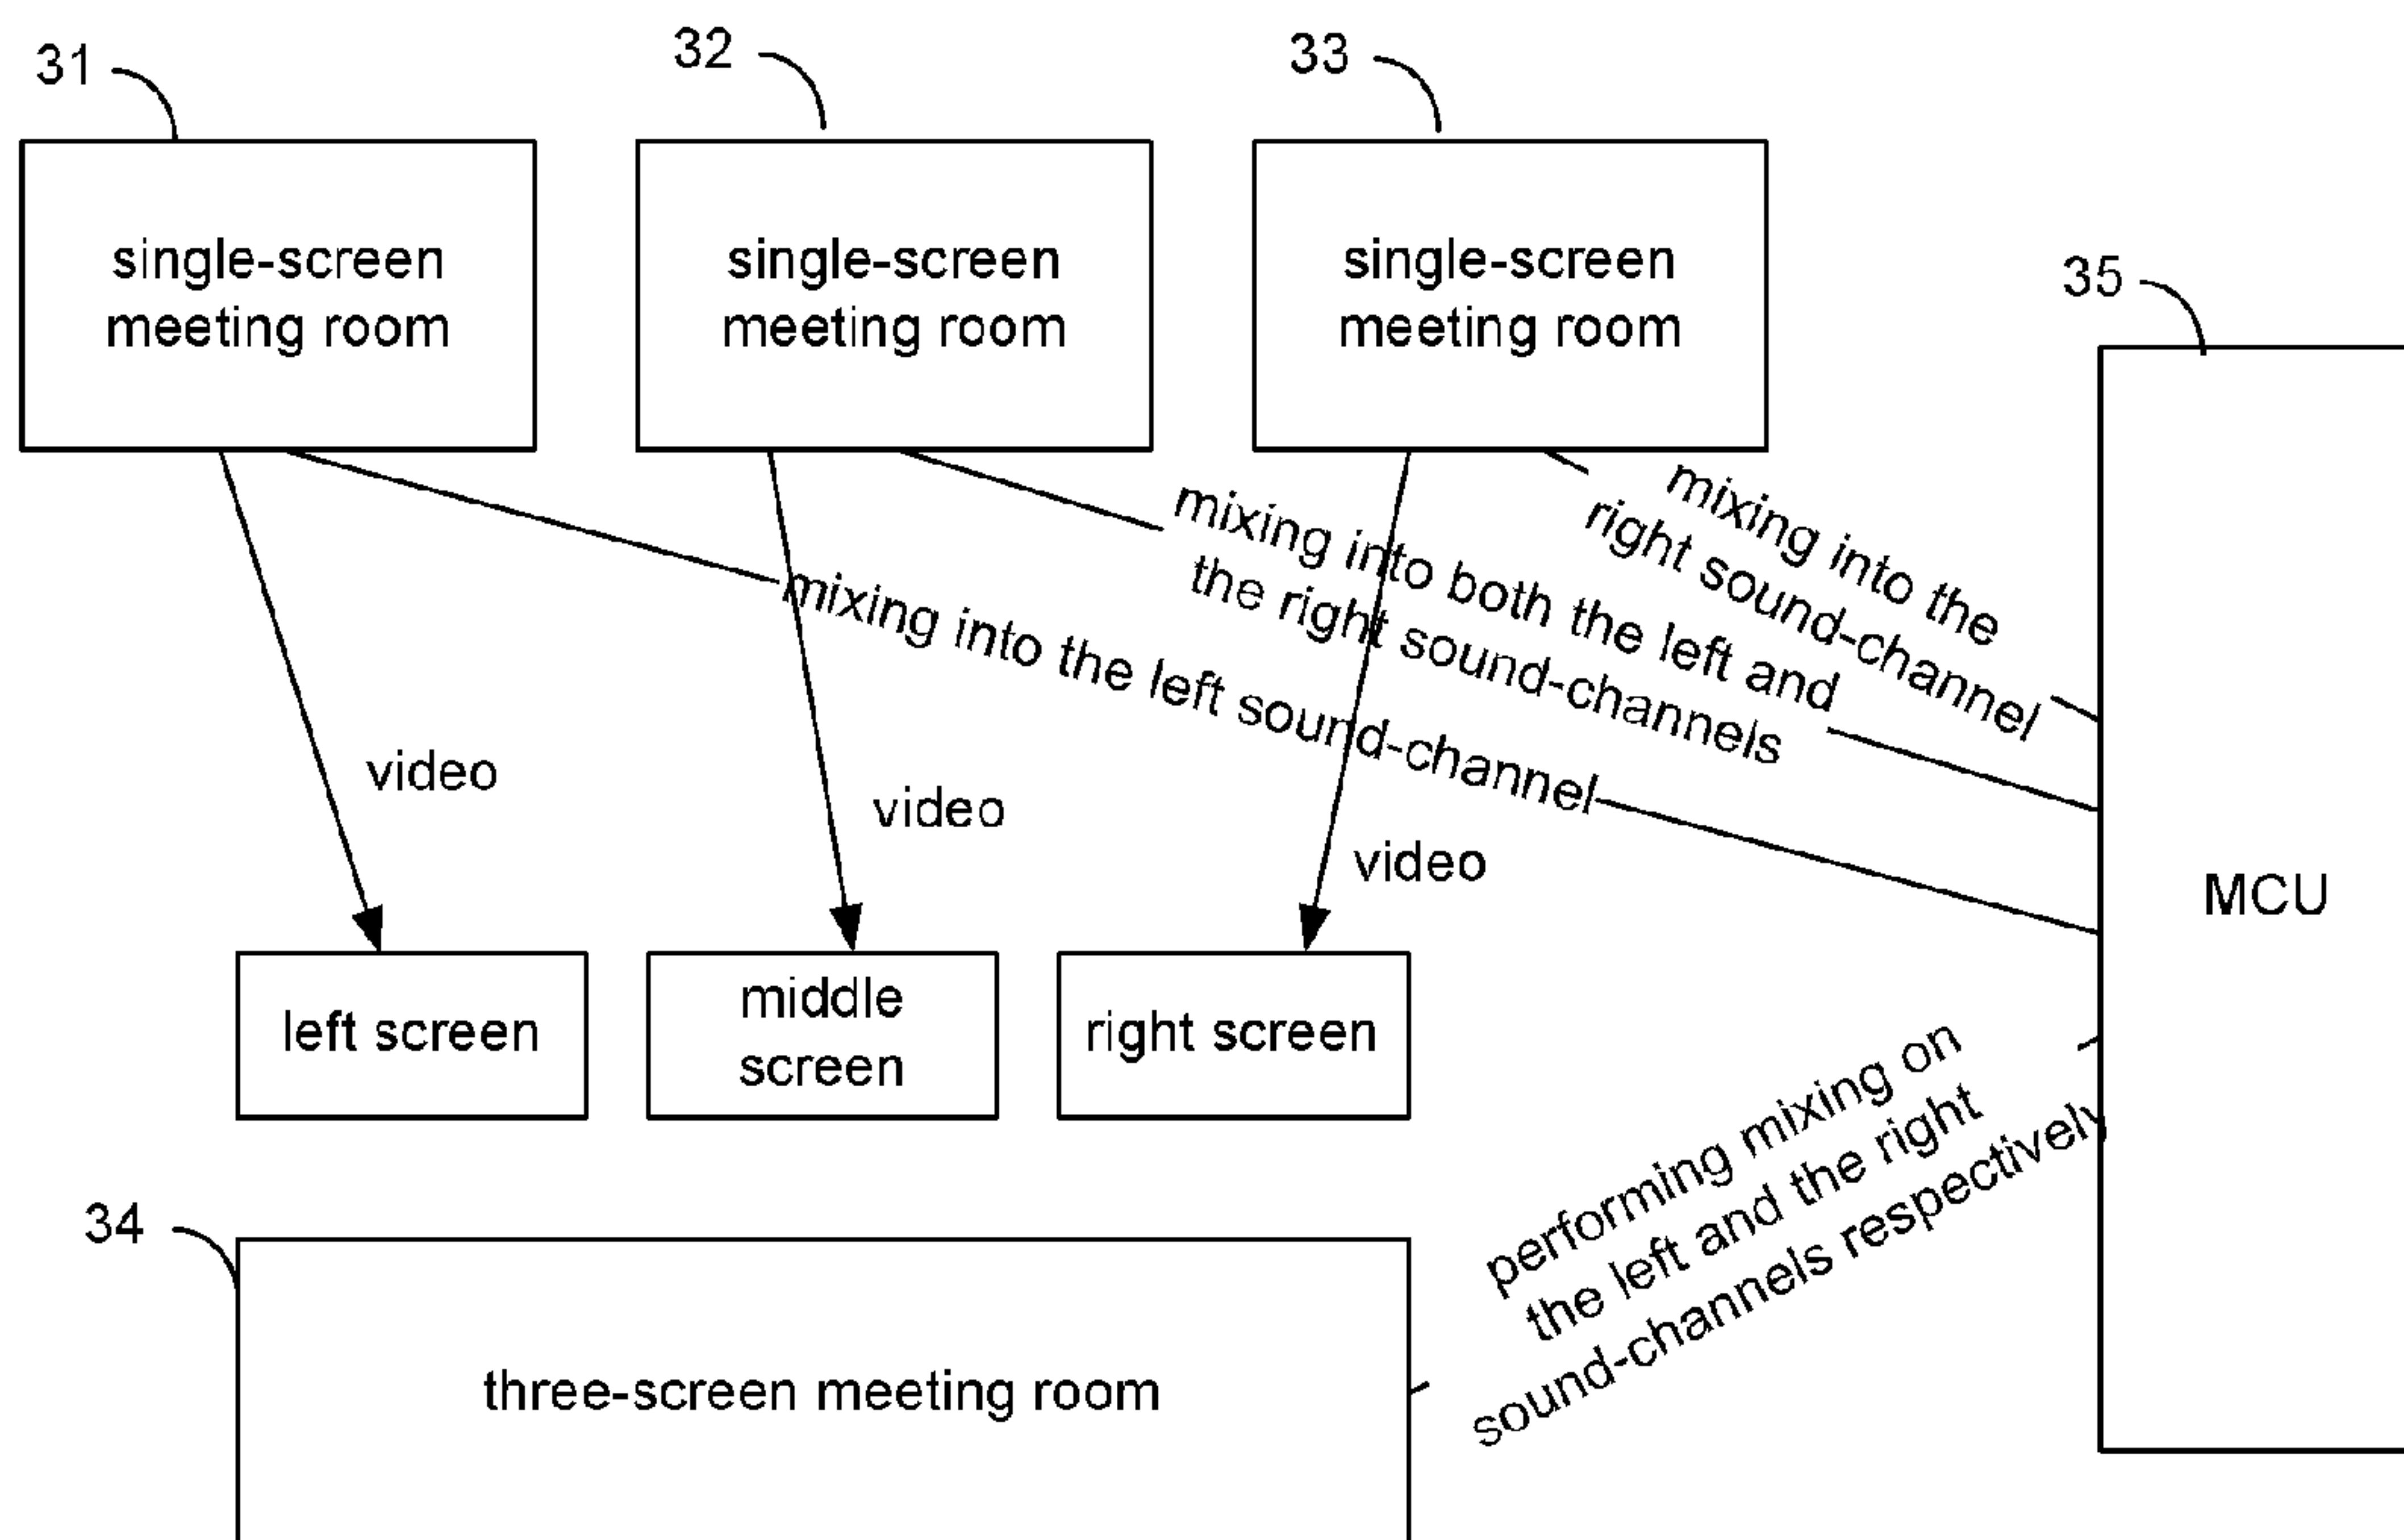 31
32
33
single-screen
meeting room
single-screen
meeting room
single-screen
meeting room
35
mixing into the
right sound-channel
mixing into both the left and
the right sound-channels
mixing into the left sound-channel
video
video
video
MCU
left screen
middle
screen
right screen
performing mixing on
the left and the right
sound-channels respectively
34
three-screen meeting room